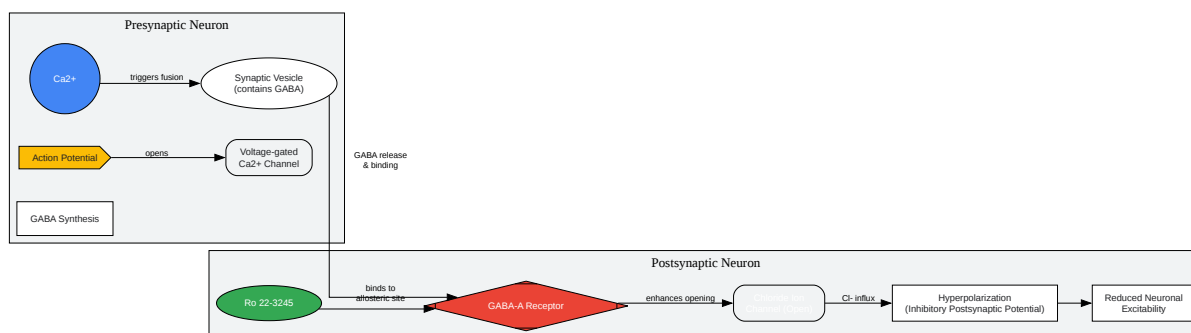 Presynaptic Neuron
Ca2+
triggers fusion
Synaptic Vesicle
(contains GABA)
Action Potential
opens
Voltage-gated
Ca2+ Channel
GABA release
& binding
GABA Synthesis
Postsynaptic Neuron
Ro 22-3245
binds to
allosteric site
GABA-A Receptor
enhances opening
Cl- influx
Hyperpolarization
(Inhibitory Postsynaptic Potential)
Reduced Neuronal
Excitability